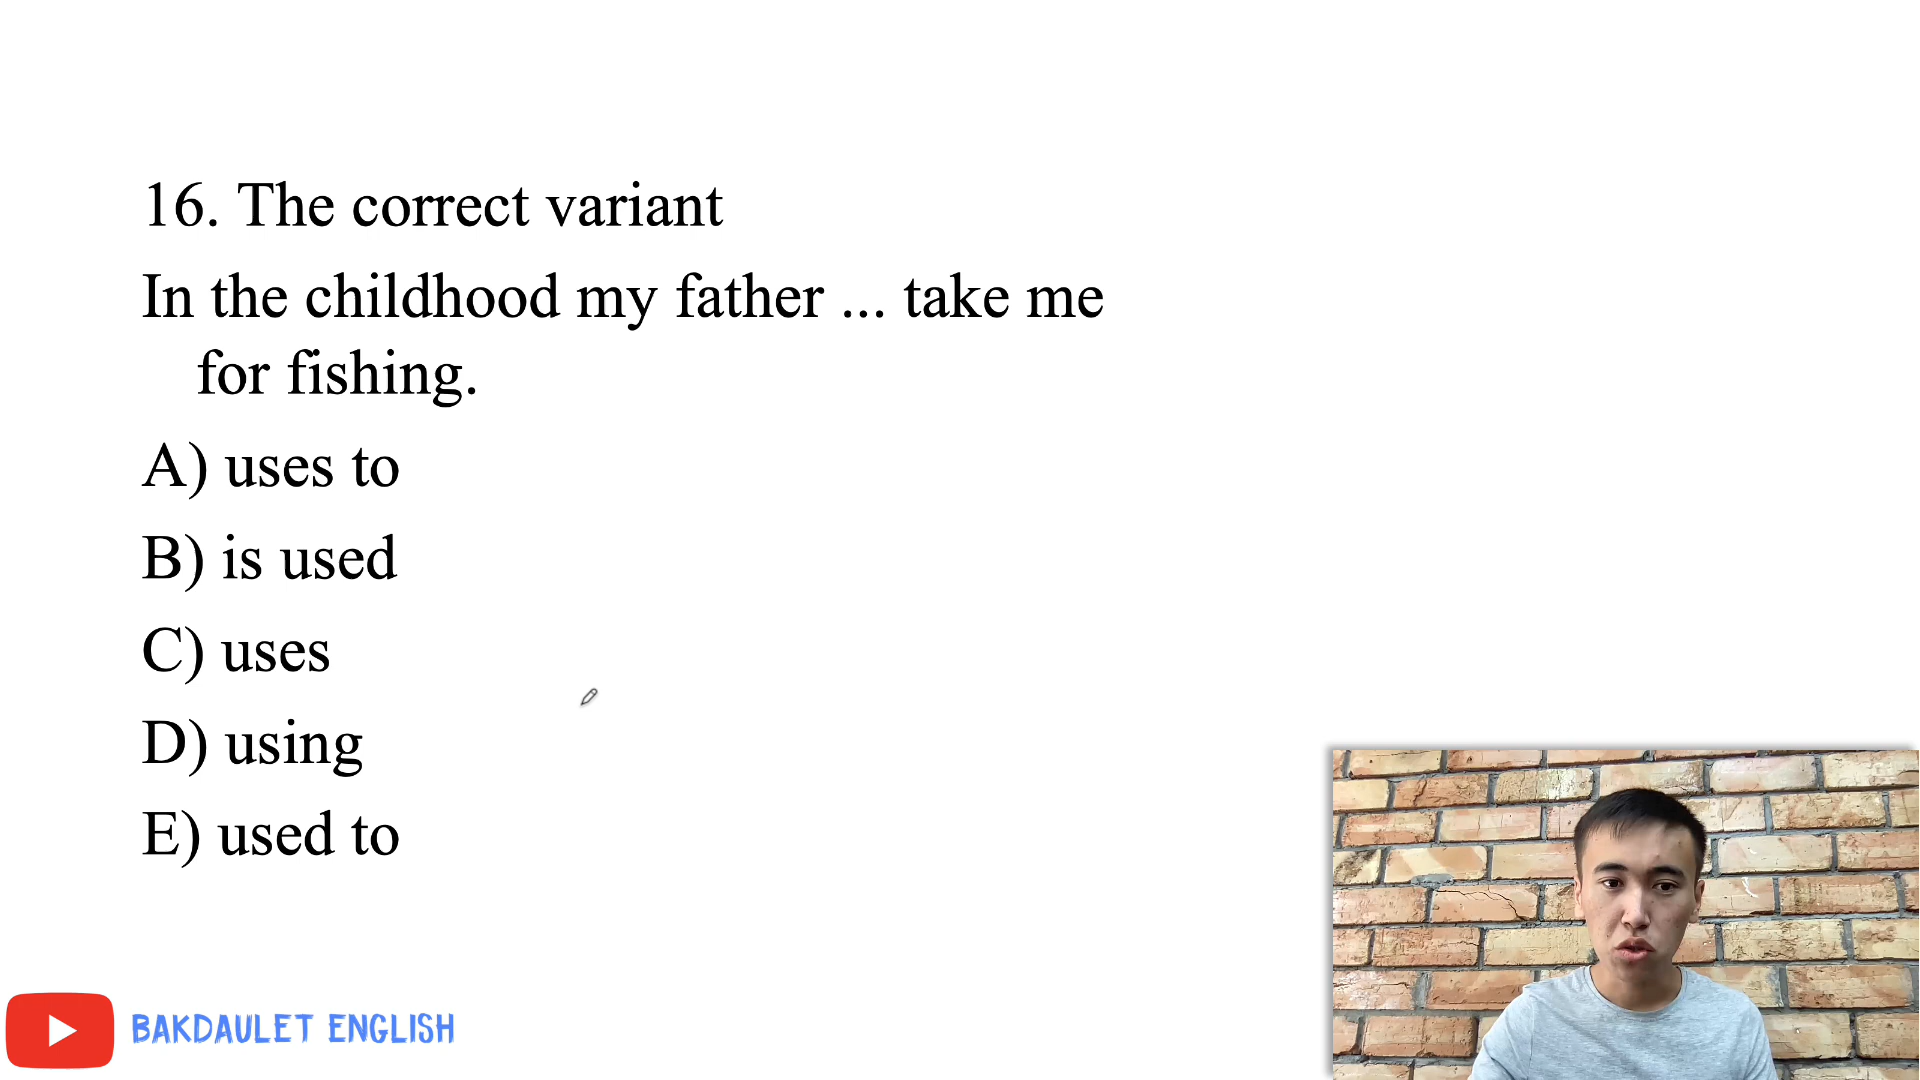 16. The correct variant
In the childhood my father ... take me
for fishing.
A) uses to
B) is used
C) uses
D) using
E) used to
BAKDAULET ENGLISH